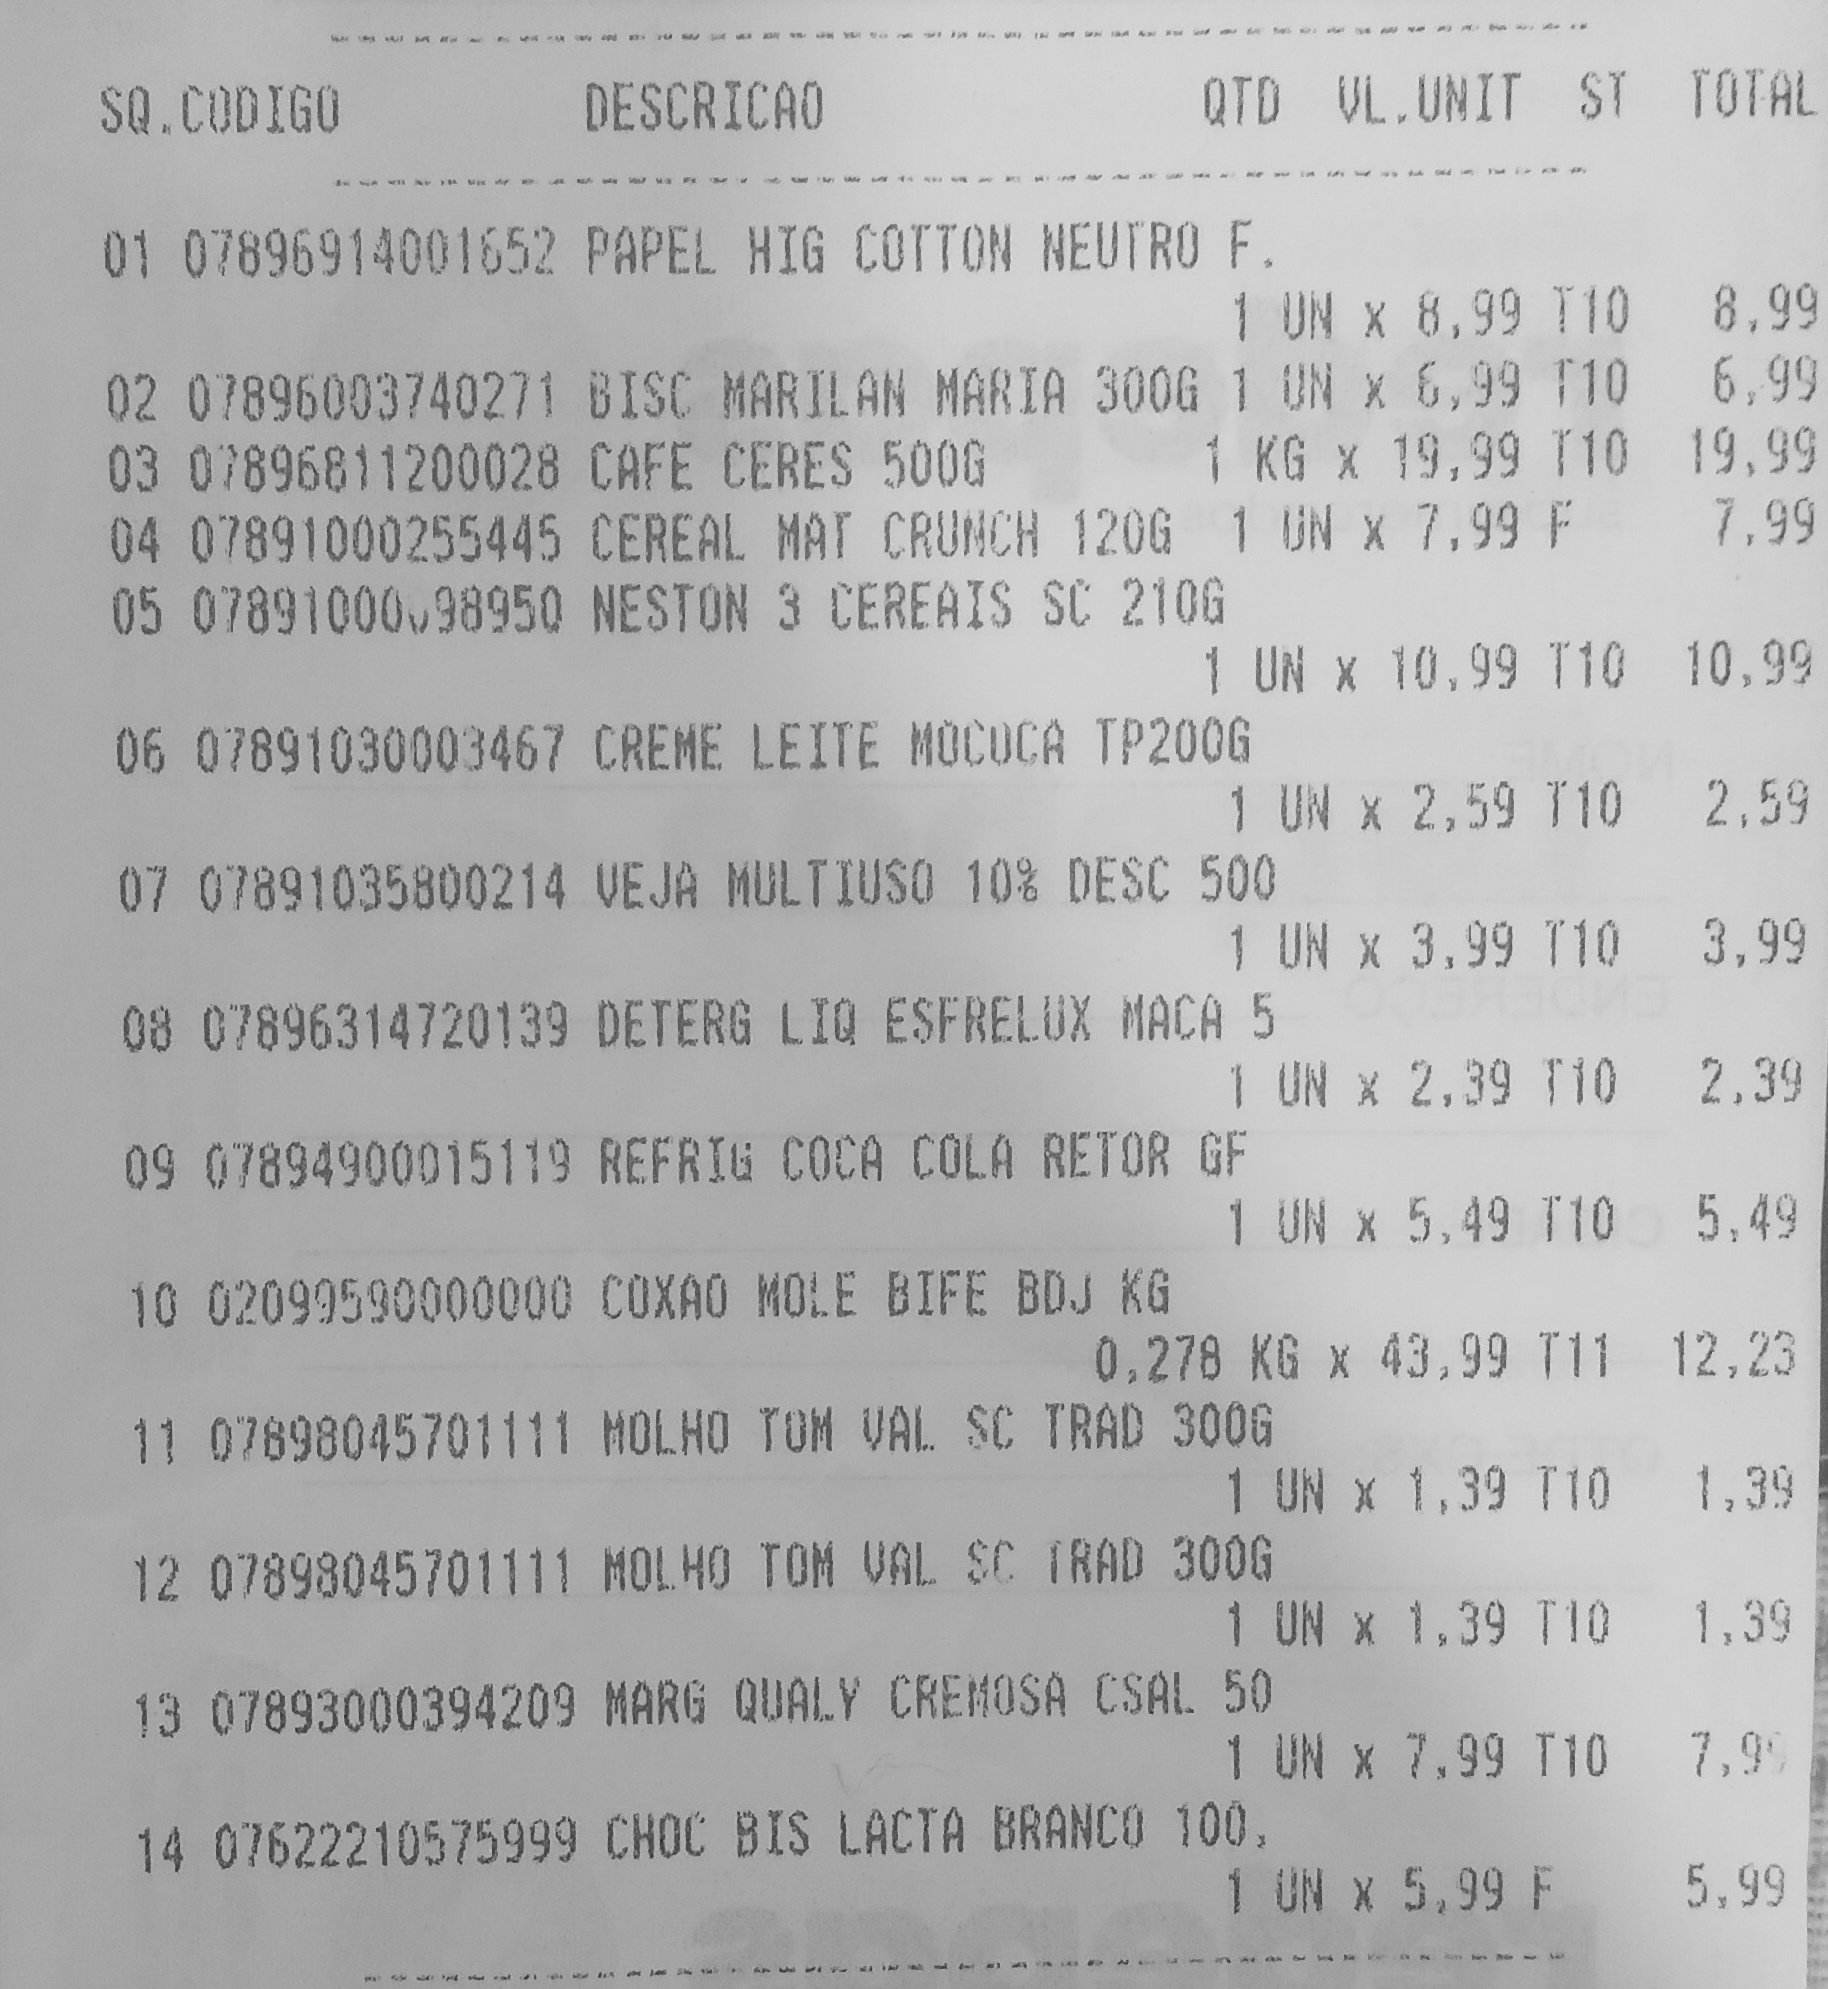 SQ.CODIGO DESCRICAO QTD VL.UNIT ST TOTAL
01 07896914001652 PAPEL HIG COTTON NEUTRO F.
1 UN x 8,99 T10 8,99
02 07896003740271 BISC MARILAN MARIA 300G 1 UN x 6,99 T10 6,99
03 07896811200028 CAFE CERES 500G 1 KG x 19,99 T10 19,99
04 07891000255445 CEREAL MAT CRUNCH 120G 1 UN x 7,99 F 7,99
05 NESTON 3 CEREAIS SC 210G
1 UN x 10,99 T10 10,99
06 07891030003467 CREME LEITE MOCOCA TP200G
1 UN x 2,59 T10 2,59
07 07891035800214 VEJA MULTIUSO 10% DESC 500
1 UN x 3,99 T10 3,99
08 07896314720139 DETERG LIQ ESFRELUX MACA 5
1 UN x 2,39 T10 2,39
09 07894900015119 REFRIG COCA COLA RETOR GF
1 UN x 5,49 T10 5,49
10 02099590000000 COXAO MOLE BIFE BDJ KG
0,278 KG x 43,99 T11 12,23
11 07898045701111 MOLHO TOM VAL SC TRAD 300G
1 UN x 1,39 T10 1,39
12 07898045701111 MOLHO TOM VAL SC TRAD 300G
1 UN x 1,39 T10 1,39
13 07893000394209 MARG QUALY CREMOSA CSAL 50
1 UN x 7,99 T10 7,99
14 07622210575999 CHOC BIS LACTA BRANCO 100,
1 UN x 5,99 F 5,99